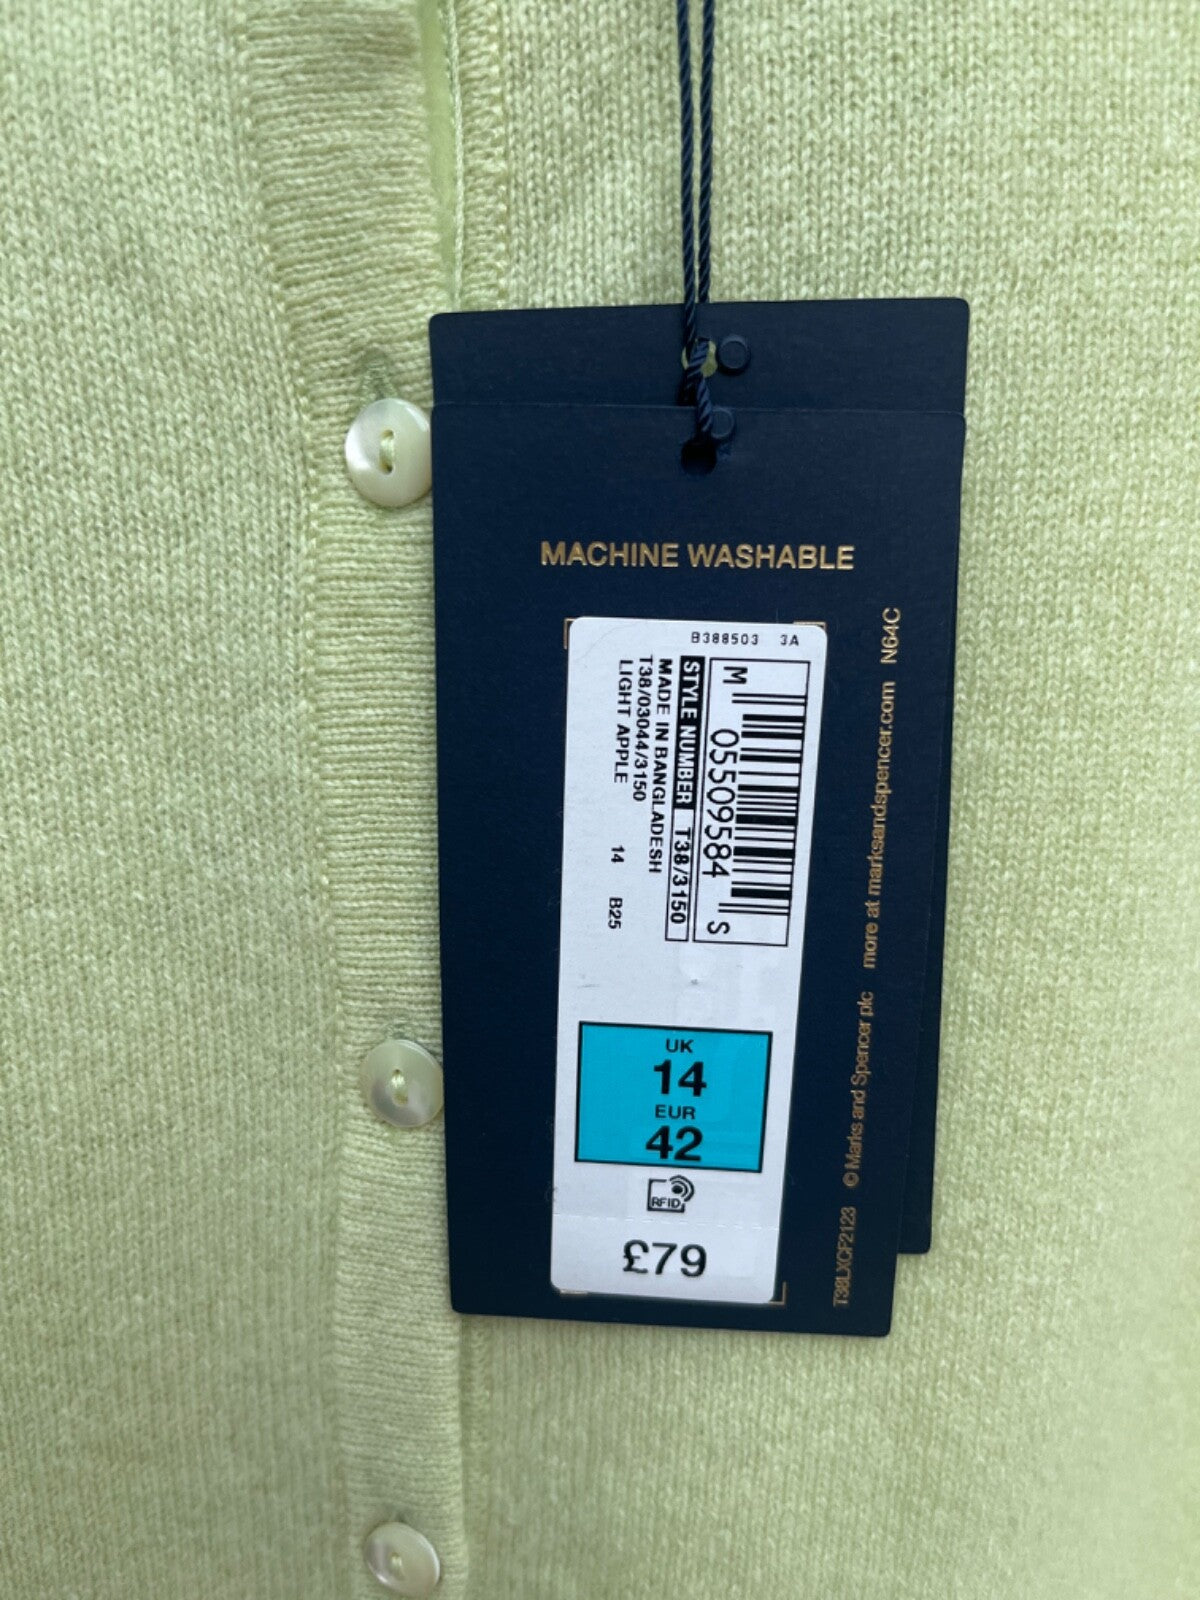 MACHINE WASHABLE
B388503 3A
M 05509584 S
STYLE NUMBER T38/3150
MADE IN BANGLADESH
T38/03044/3150
LIGHT APPLE 14 B25
UK
14
EUR
42
RFID
£79
T38LXCF2123 © Marks and Spencer plc more at marksandspencer.com N64C